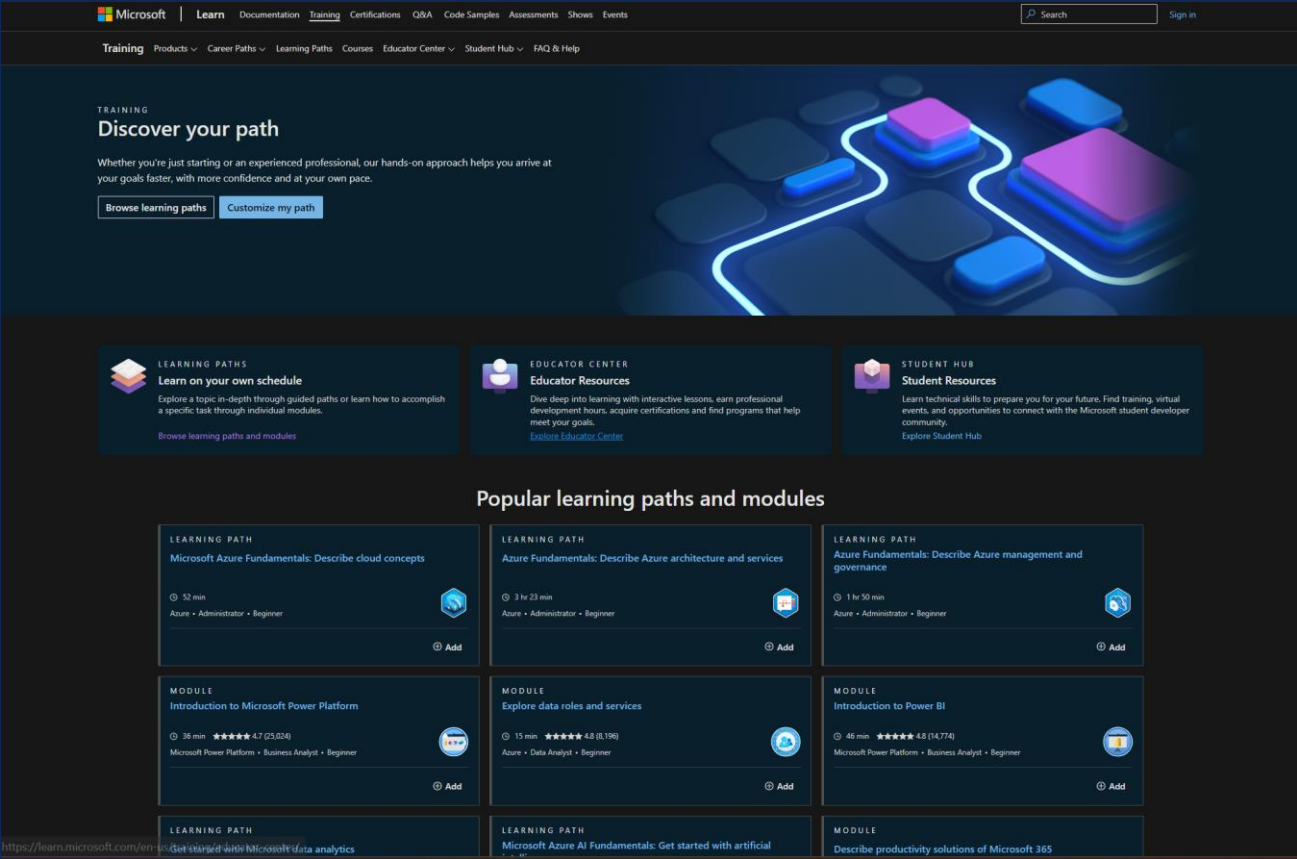 Microsoft | Learn Documentation Training Certifications Q&A Code Samples Assessments Shows Events Search Sign in
Training Products Career Paths Learning Paths Courses Educator Center Student Hub FAQ & Help
TRAINING
Discover your path
Whether you're just starting or an experienced professional, our hands-on approach helps you arrive at
your goals faster, with more confidence and at your own pace.
Browse learning paths Customize my path
LEARNING PATHS
Learn on your own schedule
Explore a topic in-depth through guided paths or learn how to accomplish
a specific task through individual modules.
Browse learning paths and modules
EDUCATOR CENTER
Educator Resources
Dive deep into learning with interactive lessons, earn professional
development hours, acquire certifications and find programs that help
meet your goals.
Explore Educator Center
STUDENT HUB
Student Resources
Learn technical skills to prepare you for your future. Find training, virtual
events, and opportunities to connect with the Microsoft student developer
community.
Explore Student Hub
Popular learning paths and modules
LEARNING PATH
Microsoft Azure Fundamentals: Describe cloud concepts
52 min
Azure • Administrator • Beginner
Add
LEARNING PATH
Azure Fundamentals: Describe Azure architecture and services
3 hr 23 min
Azure • Administrator • Beginner
Add
LEARNING PATH
Azure Fundamentals: Describe Azure management and
governance
1 hr 50 min
Azure • Administrator • Beginner
Add
MODULE
Introduction to Microsoft Power Platform
36 min ★★★★★ 4.7 (25,024)
Microsoft Power Platform • Business Analyst • Beginner
Add
MODULE
Explore data roles and services
15 min ★★★★★ 4.8 (8,196)
Azure • Data Analyst • Beginner
Add
MODULE
Introduction to Power BI
46 min ★★★★★ 4.8 (14,774)
Microsoft Power Platform • Business Analyst • Beginner
Add
LEARNING PATH
Get started with Microsoft data analytics
LEARNING PATH
Microsoft Azure AI Fundamentals: Get started with artificial
MODULE
Describe productivity solutions of Microsoft 365
https://learn.microsoft.com/en-us/